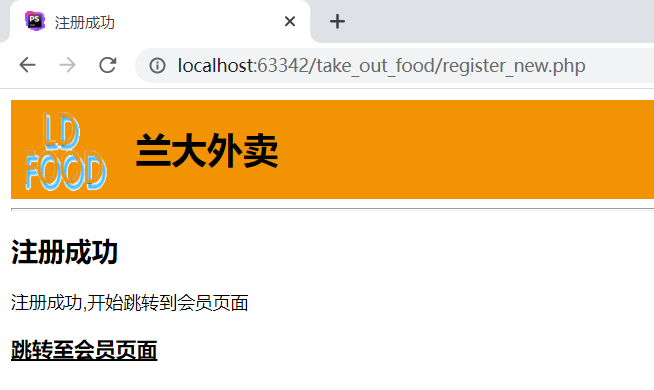 PS
注册成功
localhost:63342/take_out_food/register_new.php
LD
FOOD
兰大外卖
注册成功
注册成功,开始跳转到会员页面
跳转至会员页面